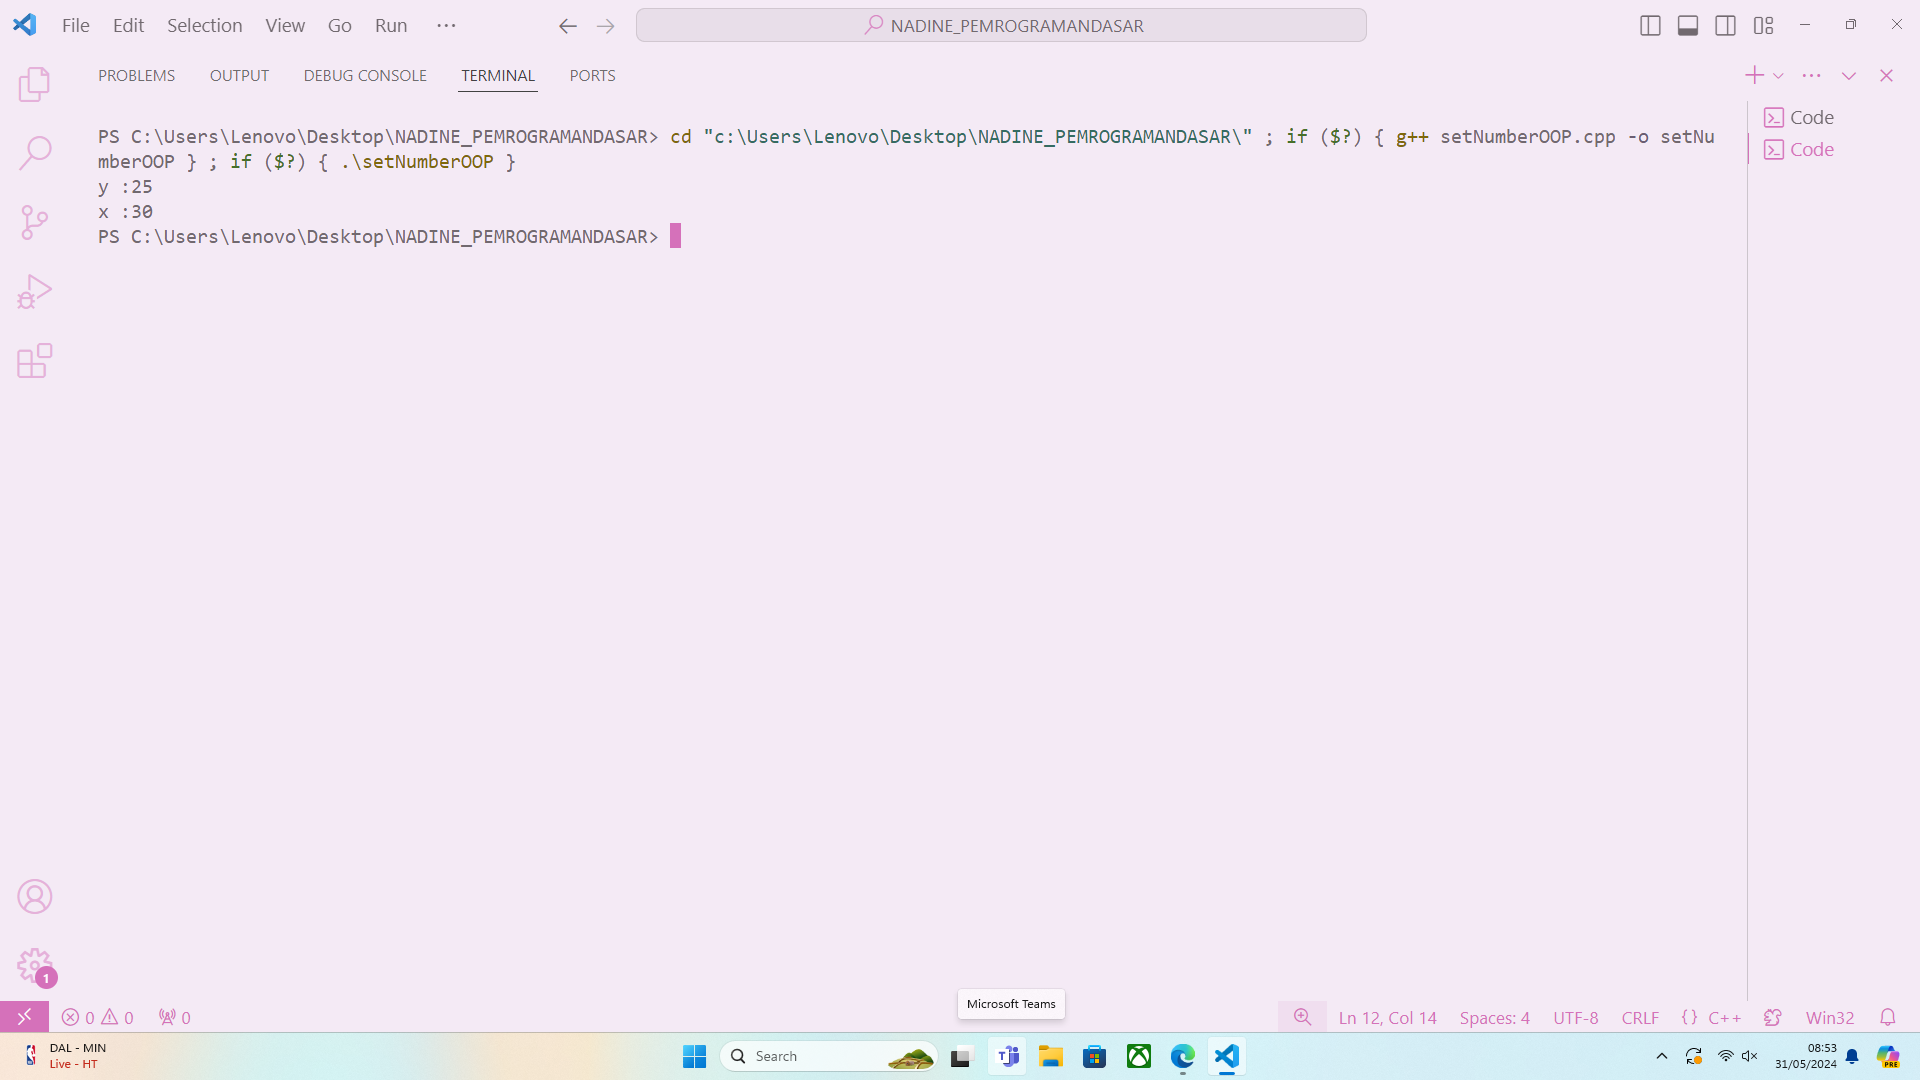 File Edit Selection View Go Run ··· NADINE_PEMROGRAMANDASAR
PROBLEMS OUTPUT DEBUG CONSOLE TERMINAL PORTS
PS C:\Users\Lenovo\Desktop\NADINE_PEMROGRAMANDASAR> cd "c:\Users\Lenovo\Desktop\NADINE_PEMROGRAMANDASAR\" ; if ($?) { g++ setNumberOOP.cpp -o setNu
mberOOP } ; if ($?) { .\setNumberOOP }
y :25
x :30
PS C:\Users\Lenovo\Desktop\NADINE_PEMROGRAMANDASAR>
Code
Code
1
Microsoft Teams
0 0 0 Ln 12, Col 14 Spaces: 4 UTF-8 CRLF {} C++ Win32
DAL - MIN
Live - HT
Search
08:53
31/05/2024
PRE